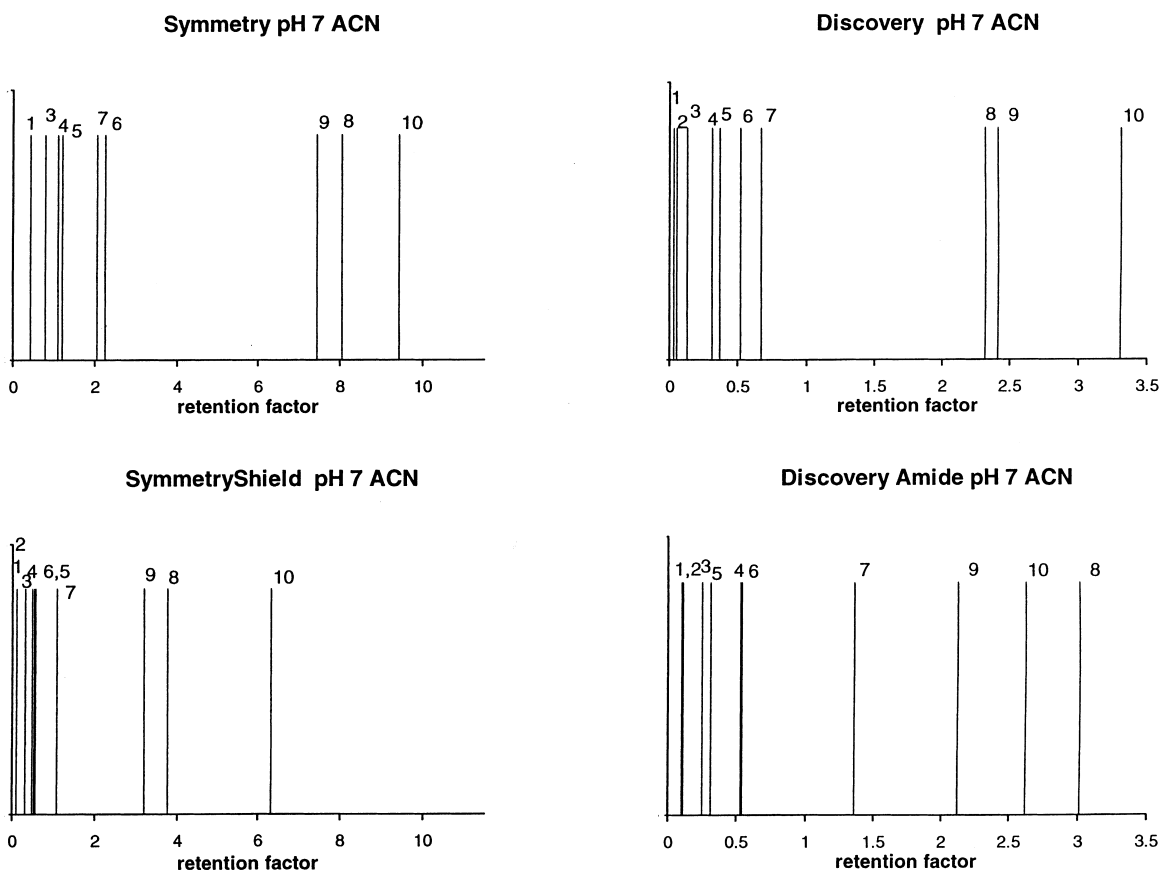 Symmetry pH 7 ACN
1 3 4 5 7 6 9 8 10
0 2 4 6 8 10
retention factor
Discovery pH 7 ACN
1 2 3 4 5 6 7 8 9 10
0 0.5 1 1.5 2 2.5 3 3.5
retention factor
SymmetryShield pH 7 ACN
2
1 3 4 6,5 7 9 8 10
0 2 4 6 8 10
retention factor
Discovery Amide pH 7 ACN
1,2 3 5 4 6 7 9 10 8
0 0.5 1 1.5 2 2.5 3 3.5
retention factor